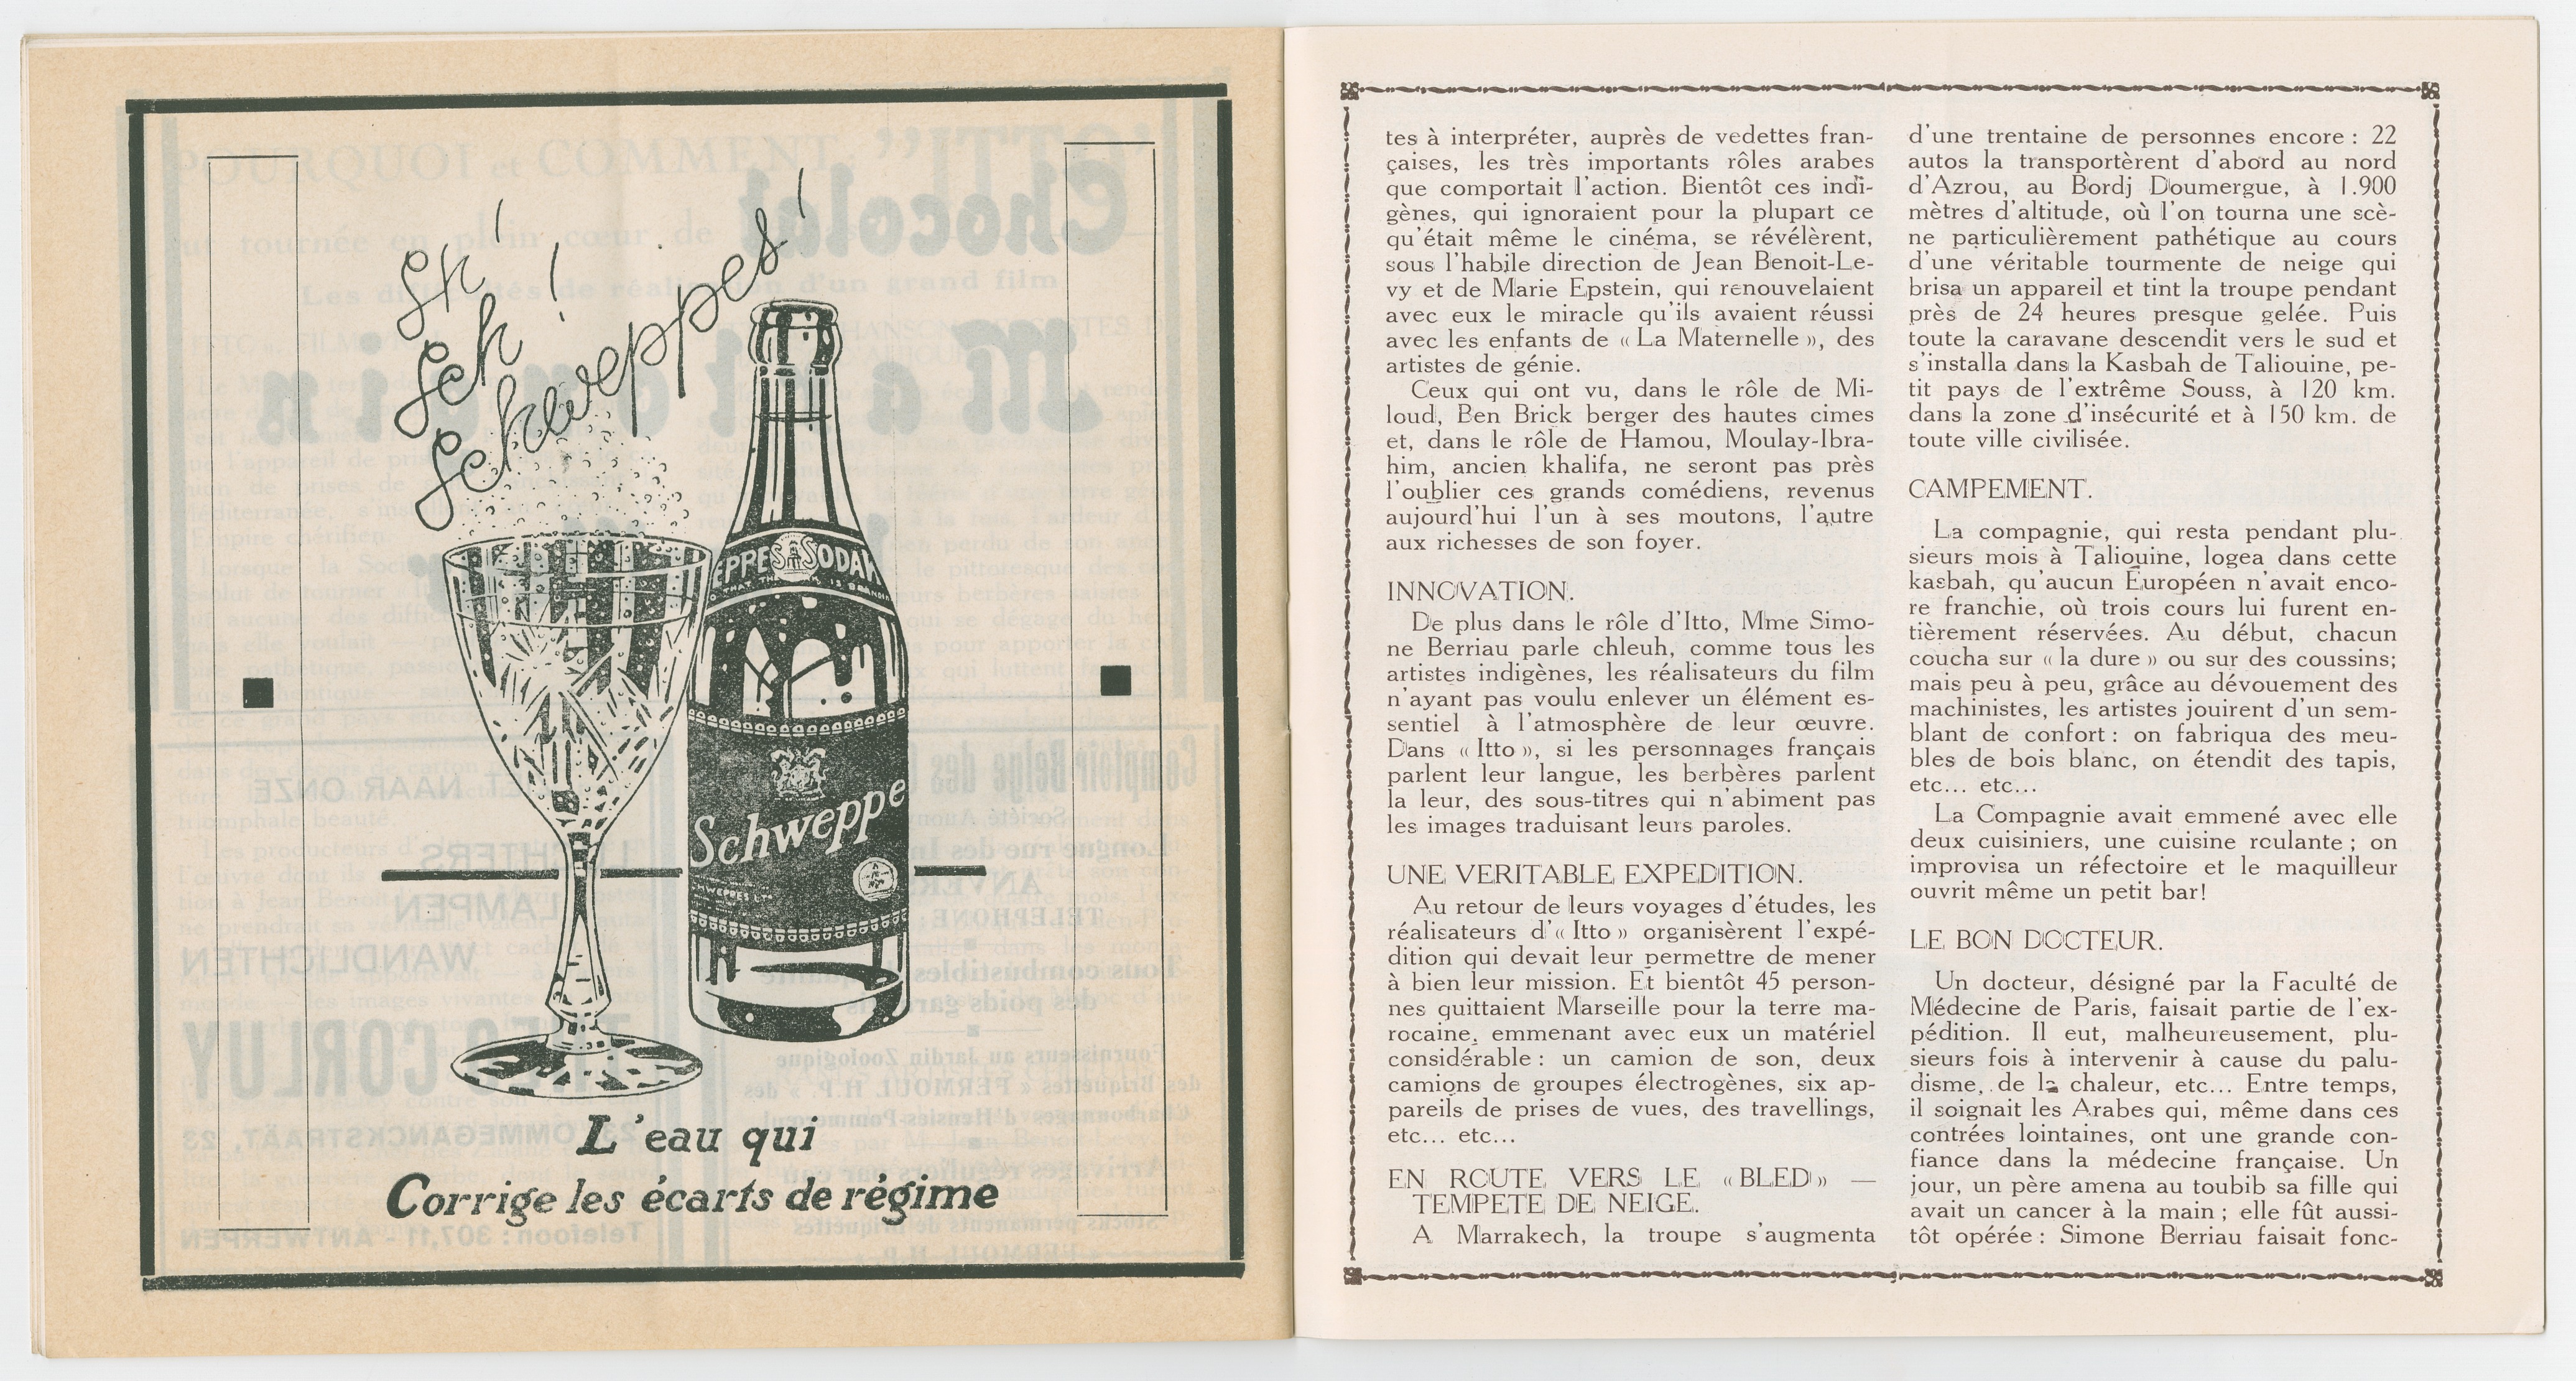 Sh !
Sch !
Schweppes !
EPPES SODAW
Schweppe
L'eau qui
Corrige les écarts de régime
tes à interpréter, auprès de vedettes fran-
çaises, les très importants rôles arabes
que comportait l'action. Bientôt ces indi-
gènes, qui ignoraient pour la plupart ce
qu'était même le cinéma, se révélèrent,
sous l'habile direction de Jean Benoit-Le-
vy et de Marie Epstein, qui renouvelaient
avec eux le miracle qu'ils avaient réussi
avec les enfants de « La Maternelle », des
artistes de génie.
Ceux qui ont vu, dans le rôle de Mi-
loud, Ben Brick berger des hautes cimes
et, dans le rôle de Hamou, Moulay-Ibra-
him, ancien khalifa, ne seront pas près
l'oublier ces grands comédiens, revenus
aujourd'hui l'un à ses moutons, l'autre
aux richesses de son foyer.
INNOVATION.
De plus dans le rôle d'Itto, Mme Simo-
ne Berriau parle chleuh, comme tous les
artistes indigènes, les réalisateurs du film
n'ayant pas voulu enlever un élément es-
sentiel à l'atmosphère de leur œuvre.
Dans « Itto », si les personnages français
parlent leur langue, les berbères parlent
la leur, des sous-titres qui n'abiment pas
les images traduisant leurs paroles.
UNE VERITABLE EXPEDITION.
Au retour de leurs voyages d'études, les
réalisateurs d'« Itto » organisèrent l'expé-
dition qui devait leur permettre de mener
à bien leur mission. Et bientôt 45 person-
nes quittaient Marseille pour la terre ma-
rocaine, emmenant avec eux un matériel
considérable : un camion de son, deux
camions de groupes électrogènes, six ap-
pareils de prises de vues, des travellings,
etc... etc...
EN ROUTE VERS LE « BLED » —
TEMPETE DE NEIGE.
A Marrakech, la troupe s'augmenta
d'une trentaine de personnes encore : 22
autos la transportèrent d'abord au nord
d'Azrou, au Bordj Doumergue, à 1.900
mètres d'altitude, où l'on tourna une scè-
ne particulièrement pathétique au cours
d'une véritable tourmente de neige qui
brisa un appareil et tint la troupe pendant
près de 24 heures presque gelée. Puis
toute la caravane descendit vers le sud et
s'installa dans la Kasbah de Taliouine, pe-
tit pays de l'extrême Souss, à 120 km.
dans la zone d'insécurité et à 150 km. de
toute ville civilisée.
CAMPEMENT.
La compagnie, qui resta pendant plu-
sieurs mois à Taliouine, logea dans cette
kasbah, qu'aucun Européen n'avait enco-
re franchie, où trois cours lui furent en-
tièrement réservées. Au début, chacun
coucha sur « la dure » ou sur des coussins;
mais peu à peu, grâce au dévouement des
machinistes, les artistes jouirent d'un sem-
blant de confort : on fabriqua des meu-
bles de bois blanc, on étendit des tapis,
etc... etc...
La Compagnie avait emmené avec elle
deux cuisiniers, une cuisine roulante ; on
improvisa un réfectoire et le maquilleur
ouvrit même un petit bar!
LE BON DOCTEUR.
Un docteur, désigné par la Faculté de
Médecine de Paris, faisait partie de l'ex-
pédition. Il eut, malheureusement, plu-
sieurs fois à intervenir à cause du palu-
disme, de la chaleur, etc... Entre temps,
il soignait les Arabes qui, même dans ces
contrées lointaines, ont une grande con-
fiance dans la médecine française. Un
jour, un père amena au toubib sa fille qui
avait un cancer à la main ; elle fût aussi-
tôt opérée : Simone Berriau faisait fonc-